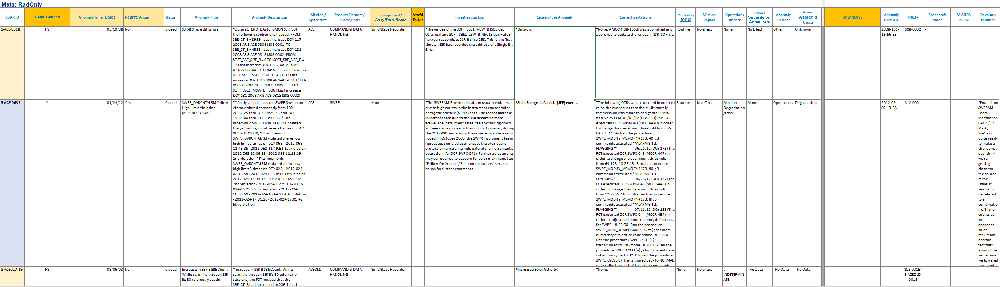 Meta: RadOnly
SOAR ID
Radn Caused
Anomaly Time (Date)
Rcurrg Anom
Status
Anomaly Title
Anomaly Description
Mission /
Spacecraft
Product Element/
Subsys/Instr
Component/
Assy/Part Name
Attc'd
Data?
Investigation Log
Cause of the Anomaly
Corrective Actions
Criticality
[OPS]
Mission
Impact
Operations
Impact
Impact
Severity on
Anom Item
Anomaly
Classifcn
Anom
Assign'd
Cause
RVW NOTES
Anomaly
Time UTC
PROJ #
Spacecraft
Mode
MISSION
PHASE
Revolutn
Number
S-ACE-0318
PS
05/10/08
No
Closed
SSR-B Single Bit Errors
*During G_END_DAY (CFGMON SSR_SOH),
the following configmons flagged; FROM:
SBE_CT_B = 3999 ! Last increase DOY 117
2008 AR S-ACE-0306 (S08-0001) TO:
SBE_CT_B = 4533 ! Last increase DOY 131
2008 AR S-ACE-0318 (S08-0002) FROM:
SOFT_SBE_SIZE_B = 0 TO: SOFT_SBE_SIZE_B =
1 ! Last increase DOY 131 2008 AR S-ACE-
0318 (S08-0002) FROM: SOFT_SBE1_LSW_B =
0 TO: SOFT_SBE1_LSW_B = 45013 ! Last
increase DOY 131 2008 AR S-ACE-0318 (S08-
0002) FROM: SOFT_SBE1_MSW_B = 0 TO:
SOFT_SBE1_MSW_B = 506 ! Last increase
DOY 131 2008 AR S-ACE-0318 (S08-0002)
ACE
COMMAND & DATA
HANDLING
Solid State Recorder
*The values of the SOFT_SBE1_MSW_B (506 dec =
01fa hex) and SOFT_SBE1_LSW_B (45013 dec = afd5
hex) corresponds to SSR-B slice 253. This is the first
time an SSR has recorded the address of a Single Bit
Error.
*Unknown
*None. A MOCR (08-1368) was submitted and
approved to update the values in SSR_SOH.cfg
Routine
No effect
None
No Effect
Other
Unknown
2008-131-
16:56:53
S08-0002
-
S-ACE-0639
Y
01/24/12
Yes
Closed
SWPE_OVRCNTALRM Yellow
High Limit Violation
(APPENDED SOAR)
** Analysis indicates the SWPE Overcount
Alarm violated constantly from 102-
20:32:25 thru 107-14:29:43 and 107-
14:34:00 thru 114-19:47:36. * The
mnemonic SWPE_OVRCNTALRM violated
the yellow high limit several times on DOY
089 & DOY 090; * The mnemonic
SWPE_OVRCNTALRM violated the yellow
high limit 2 times on DOY 068; - 2012-068-
11:45:35 - 2012-068-11:49:51 1st violation -
2012-068-12:06:55 - 2012-068-12:13:19
2nd violation * The mnemonic
SWPE_OVRCNTALRM violated the yellow
high limit 5 times on DOY 024; - 2012-024-
02:13:58 - 2012-024-02:18:14 1st violation -
2012-024-14:34:14 - 2012-024-16:23:02
2nd violation - 2012-024-16:25:10 - 2012-
024-16:29:26 3rd violation - 2012-024-
16:35:50 - 2012-024-16:44:22 4th violation
- 2012-024-17:01:26 - 2012-024-17:05:42
5th violation
ACE
SWPE
None
*The SWEPAM-E overcount alarm usually violates
due to high counts in the instrument caused solar
energetic particle (SEP) events. The recent increase
in instances are due to the sun becoming more
active. The instrument safes itself by turning down
voltages in response to the counts. However, during
the 2012-089 violations, there were no solar events
noted. In October 2005, the SWPX Instrument Team
requested some adjustments to the over-count
protection function to help extend the instrument's
operation life (OCR SWPX-041). Further adjustments
may be required to account for solar maximum. See
"Follow-On Actions / Recommendations" section
below for further comments.
*Solar Energetic Particle (SEP) events.
*The following OCRs were executed in order to
raise the over count threshold. Ultimately,
the decision was made to designate CEM #2
as a Noisy CEM; 06/01/12 (DOY 153) The FOT
executed OCR SWPX-043 (MOCR-440) in order
to change the over-count threshold from 32-
64. 01:07:34 - Ran the procedure
SWPE_MODIFY_MEMORY(4173, 40) ; 3
commands executed **ALARM STILL
FLAGGING** --------------- 06/21/12 (DOY 173) The
FOT executed OCR SWPX-043 (MOCR-447) in
order to change the over-count threshold
from 64-128. 18:23:13 - Ran the procedure
SWPE_MODIFY_MEMORY(4173, 80) ; 3
commands executed **ALARM STILL
FLAGGING** --------------- 06/25/12 (DOY 177) The
FOT executed OCR SWPX-043 (MOCR-448) in
order to change the over-count threshold
from 128-255. 16:37:56 - Ran the procedure
SWPE_MODIFY_MEMORY(4173, ff) ; 3
commands executed **ALARM STILL
FLAGGING** --------------- 07/11/12 (DOY 193) The
FOT executed OCR SWPX-044 (MOCR-454) in
order to adjust and dump memory definitions
for SWPE. 18:23:50 - Ran the procedure
SWPE_MEM_DUMP("8000", "98ff") ; set mem
dump range to entire code space 18:25:10 -
Ran the procedure SWPE_CYCLE(1) ;
transitioned to ENG mode 18:26:01 - Ran the
procedure SWPE_CYCLE(a) ; abort current data
collection cycle 18:32:19 - Ran the procedure
SWPE_CYCLE(8) ; transitioned back to NORMAL
data collection cycle A total of 7 commands
Routine
No effect
Mission
Degradation
/Loss
Minor
Operations
Degradation
2012-024-
02:13:58
S12-0001
-
*Email from
SWEPAM
Team
Member on
04/19/12:
Mark,
We're not
quite ready
to make a
change yet,
but I think
we're
getting
closer to
the source
of the
issue. It
seems to
be related
to a
combinatio
n of higher
counts as
we
approach
solar
maximum,
and the
fact that
around the
same time
we lowered
the count
S-ACEOLD-19
PS
09/06/03
No
Closed
Increase in SSR B SBE Count--
While scrolling through SSR
Bs 30 telemetry sectio
*Increase in SSR B SBE Count--While
scrolling through SSR B's 30 telemetry
sections, the FOT noticed that the
SBE_CT_B had increased to 286. It had
ACEOLD
COMMAND & DATA
HANDLING
Solid State Recorder
*Increased Solar Activity.
*None.
None
No effect
7 -
INDETERMIN
ATE
- No Data -
- No Data -
- No Data -
S03-0019/
S-ACEOLD-
0019
-